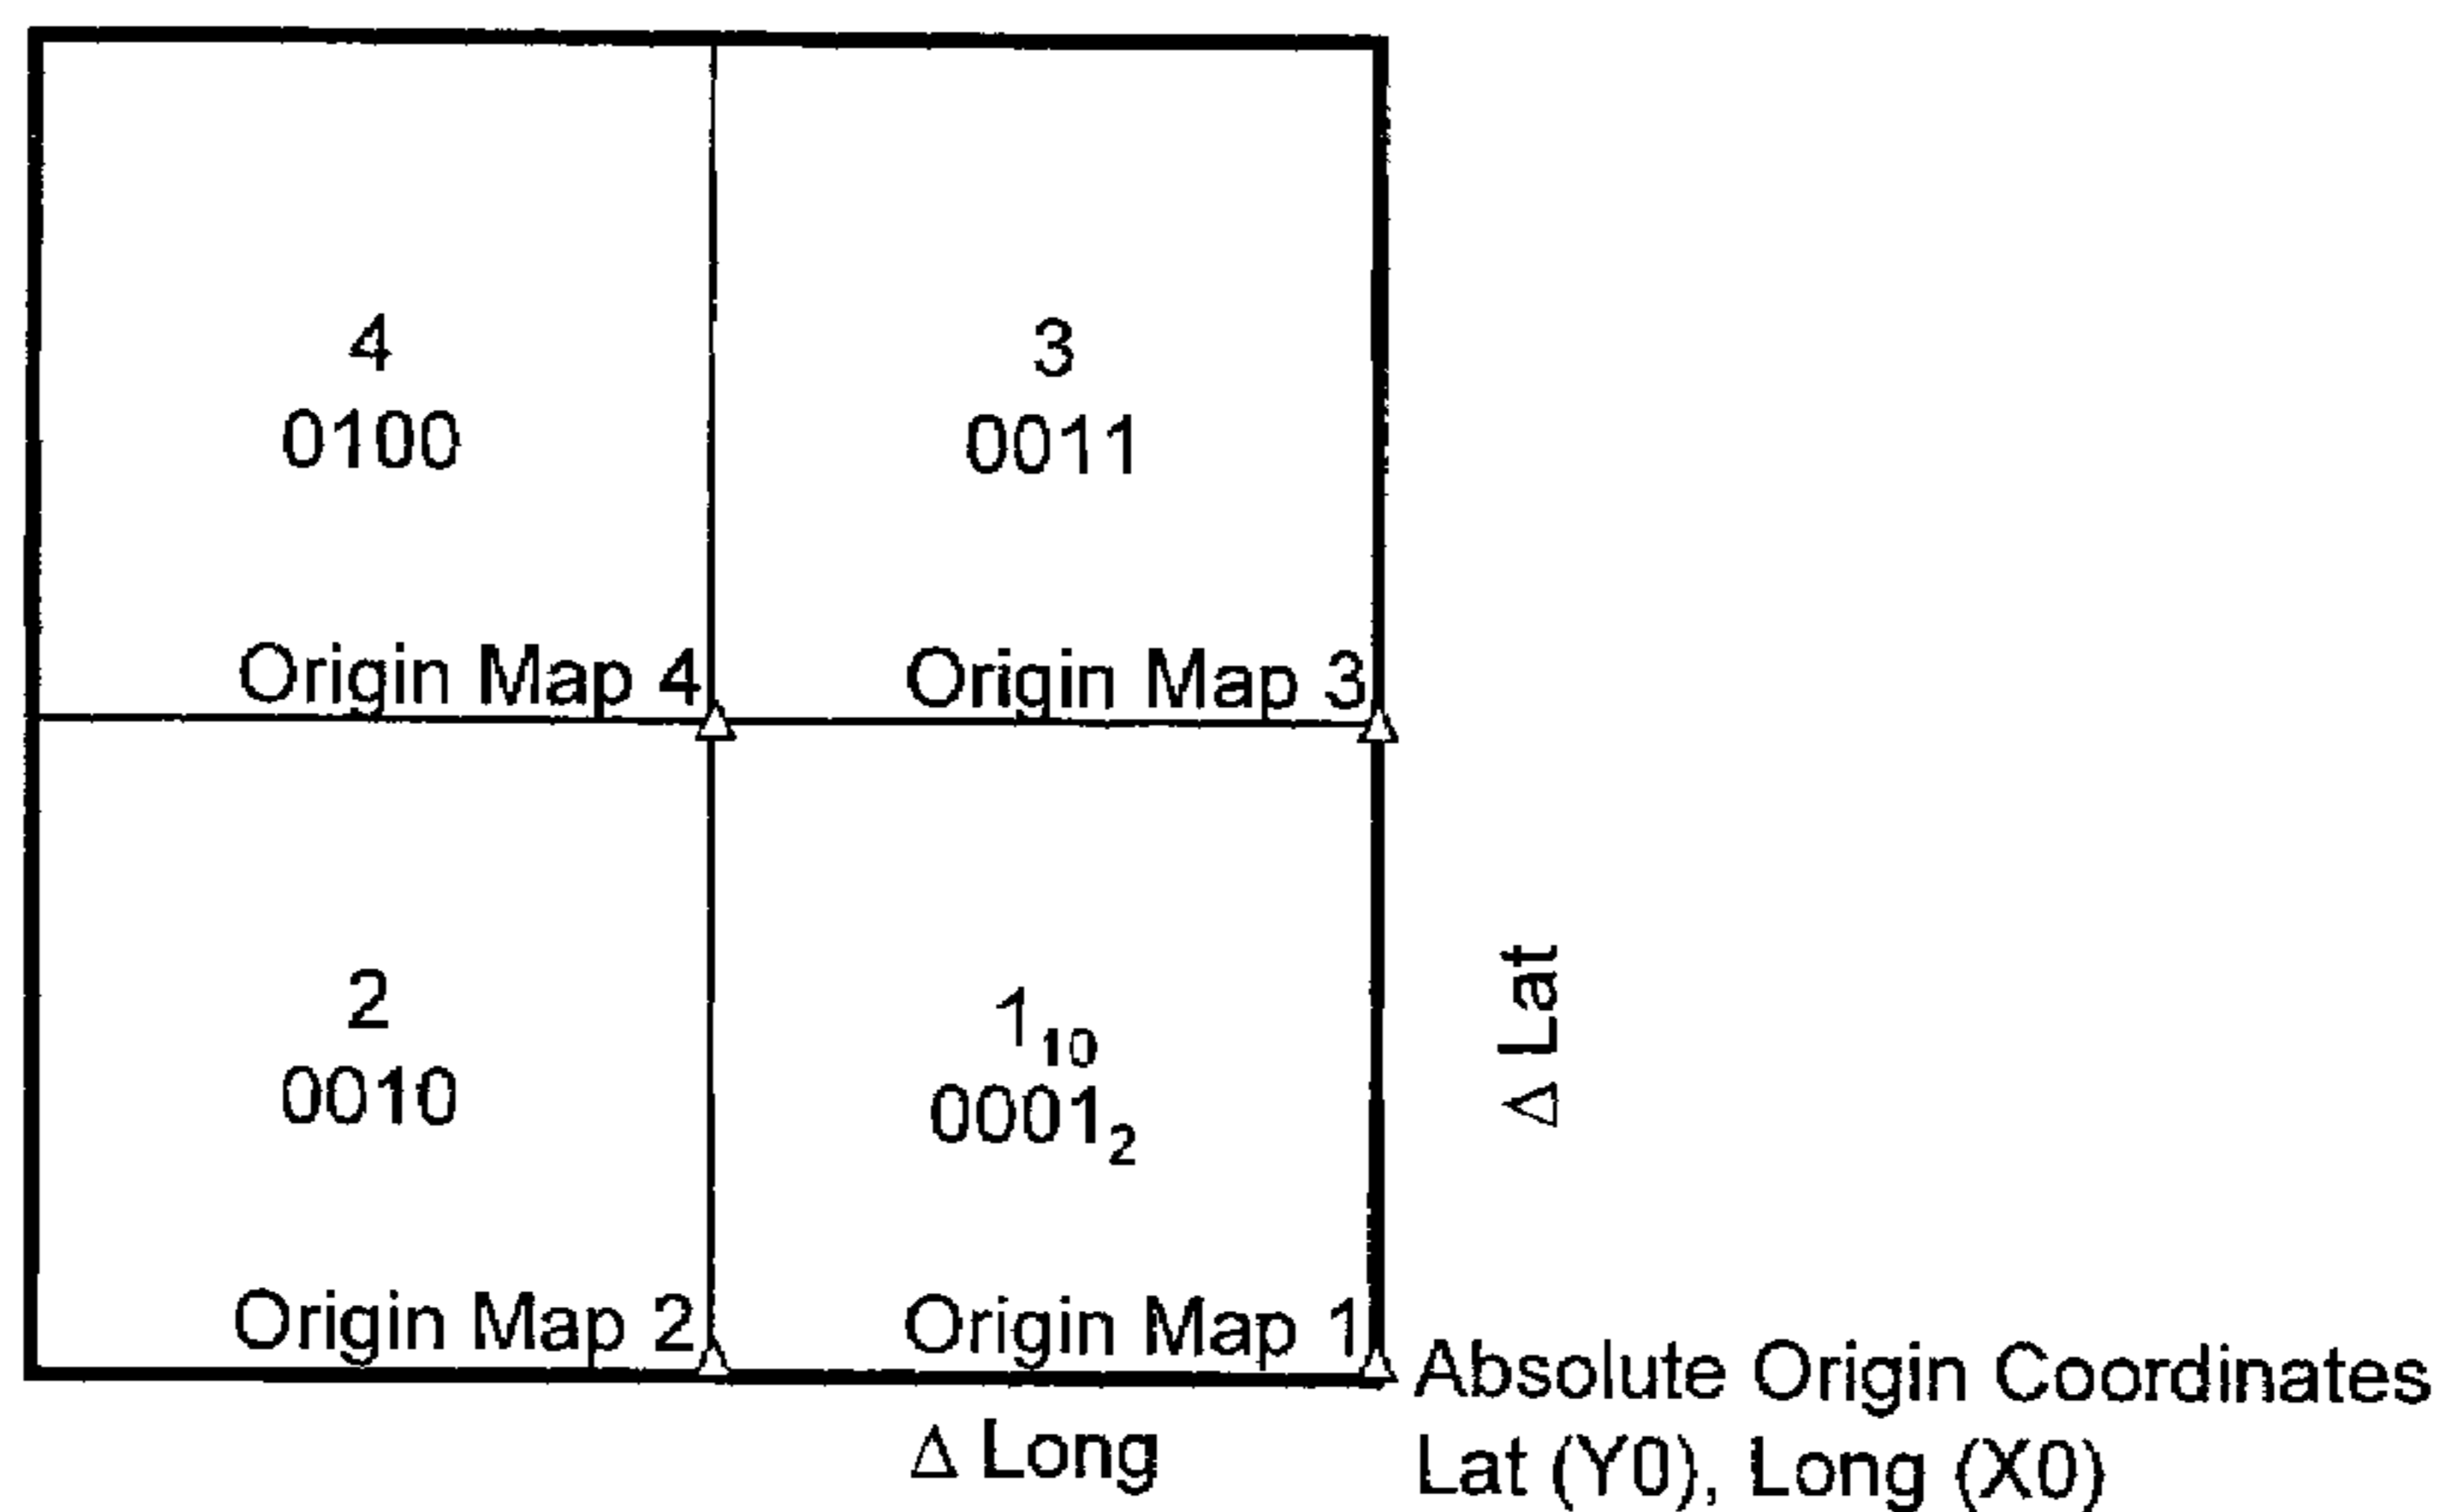 4
0100
3
0011
Origin Map 4
Origin Map 3
2
0010
1₁₀
0001₂
Δ Lat
Origin Map 2
Origin Map 1
Absolute Origin Coordinates
Lat (Y0), Long (X0)
Δ Long